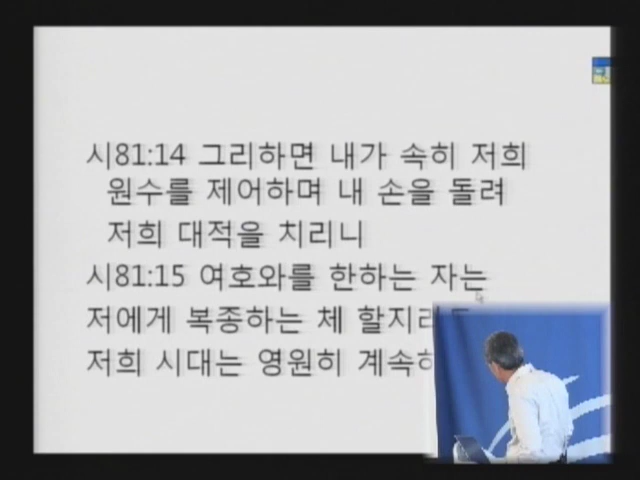 시81:14 그리하면 내가 속히 저희
원수를 제어하며 내 손을 돌려
저희 대적을 치리니
시81:15 여호와를 한하는 자는
저에게 복종하는 체 할지라도
저희 시대는 영원히 계속하